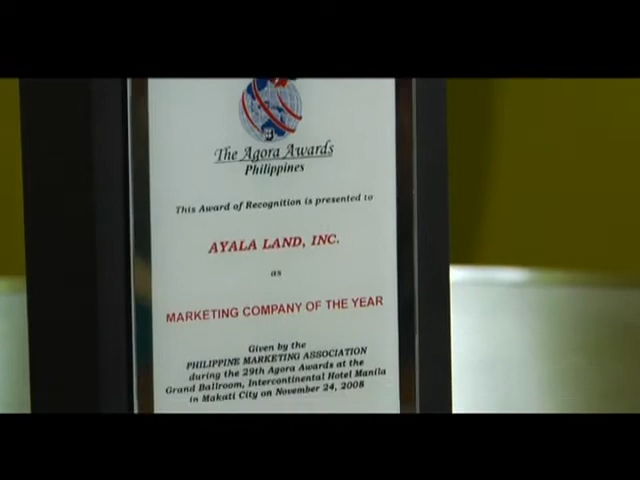 The Agora Awards
Philippines
This Award of Recognition is presented to
AYALA LAND, INC.
as
MARKETING COMPANY OF THE YEAR
Given by the
PHILIPPINE MARKETING ASSOCIATION
during the 29th Agora Awards at the
Grand Ballroom, Intercontinental Hotel Manila
in Makati City on November 24, 2008